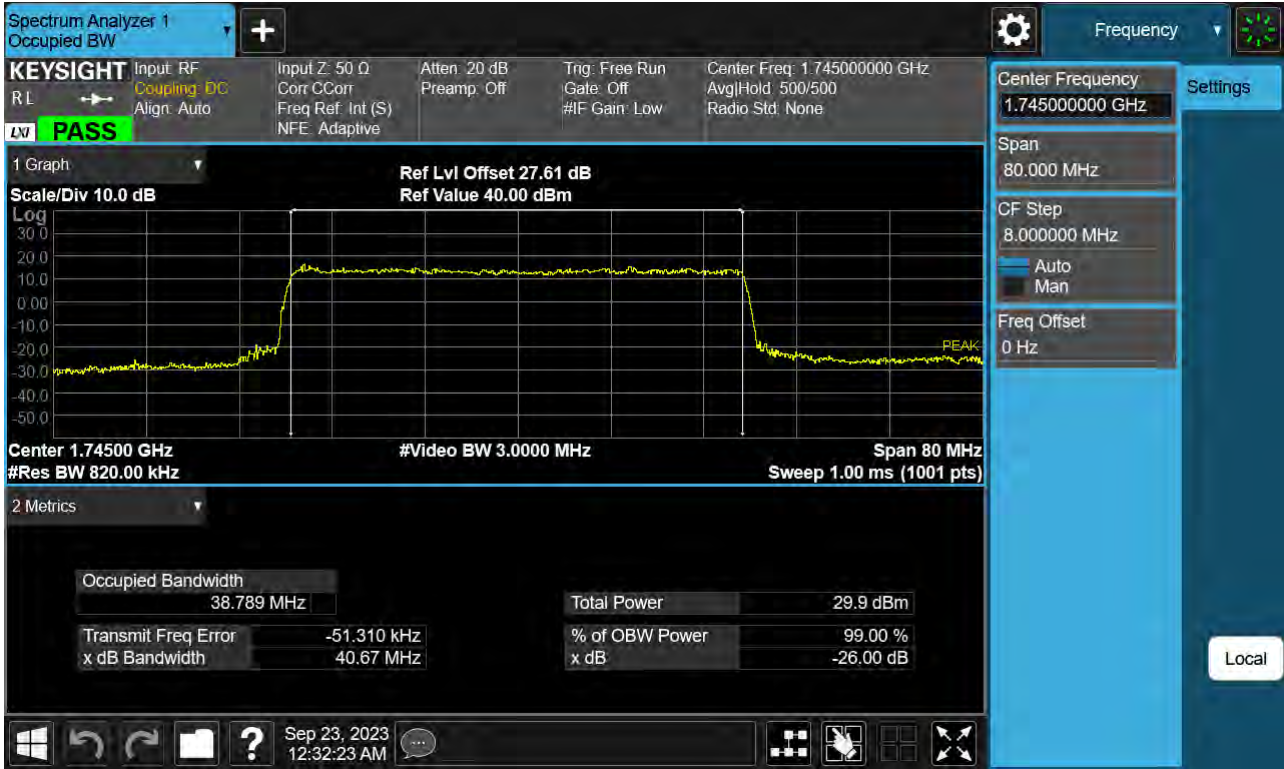 Spectrum Analyzer 1
Occupied BW
+
Frequency
KEYSIGHT
RL
LXI
PASS
Input: RF
Coupling: DC
Align: Auto
Input Z: 50 Ω
Corr CCorr
Freq Ref: Int (S)
NFE: Adaptive
Atten: 20 dB
Preamp: Off
Trig: Free Run
Gate: Off
#IF Gain: Low
Center Freq: 1.745000000 GHz
Avg|Hold: 500/500
Radio Std: None
Center Frequency
1.745000000 GHz
Settings
Span
80.000 MHz
CF Step
8.000000 MHz
Auto
Man
Freq Offset
0 Hz
1 Graph
Scale/Div 10.0 dB
Ref Lvl Offset 27.61 dB
Ref Value 40.00 dBm
Log
30.0
20.0
10.0
0.00
-10.0
-20.0
-30.0
-40.0
-50.0
PEAK
Center 1.74500 GHz
#Video BW 3.0000 MHz
Span 80 MHz
#Res BW 820.00 kHz
Sweep 1.00 ms (1001 pts)
2 Metrics
Occupied Bandwidth
38.789 MHz
Total Power 29.9 dBm
Transmit Freq Error -51.310 kHz
% of OBW Power 99.00 %
x dB Bandwidth 40.67 MHz
x dB -26.00 dB
Local
?
Sep 23, 2023
12:32:23 AM